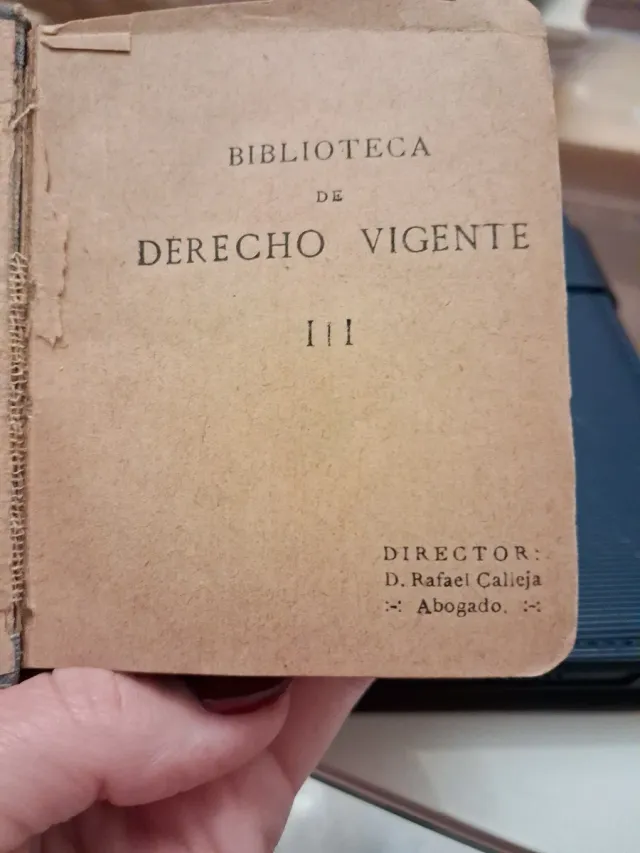 BIBLIOTECA
DE
DERECHO VIGENTE
III
DIRECTOR:
D. Rafael Calleja
:-: Abogado. :-: